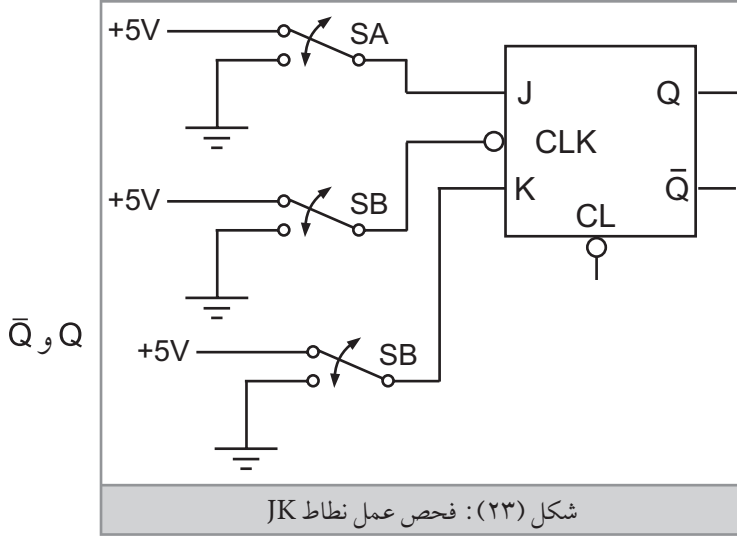 +5V
SA
J
Q
CLK
+5V
SB
K
Q̄
CL
Q و Q̄
+5V
SB
شكل (٢٣): فحص عمل نطاط JK